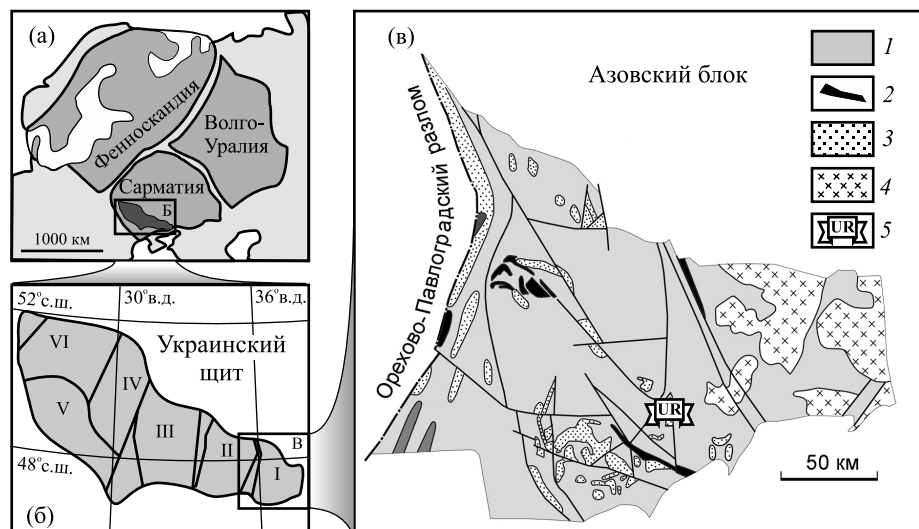 (а)
Фенноскандия
Волго-
Уралия
Сарматия
Б
1000 км
52°с.ш.
30°в.д.
36°в.д.
Украинский
щит
VI
IV
V
III
II
В
I
48°с.ш.
(б)
(в)
Азовский блок
Орехово-Павлоградский разлом
1
2
3
4
UR 5
UR
50 км